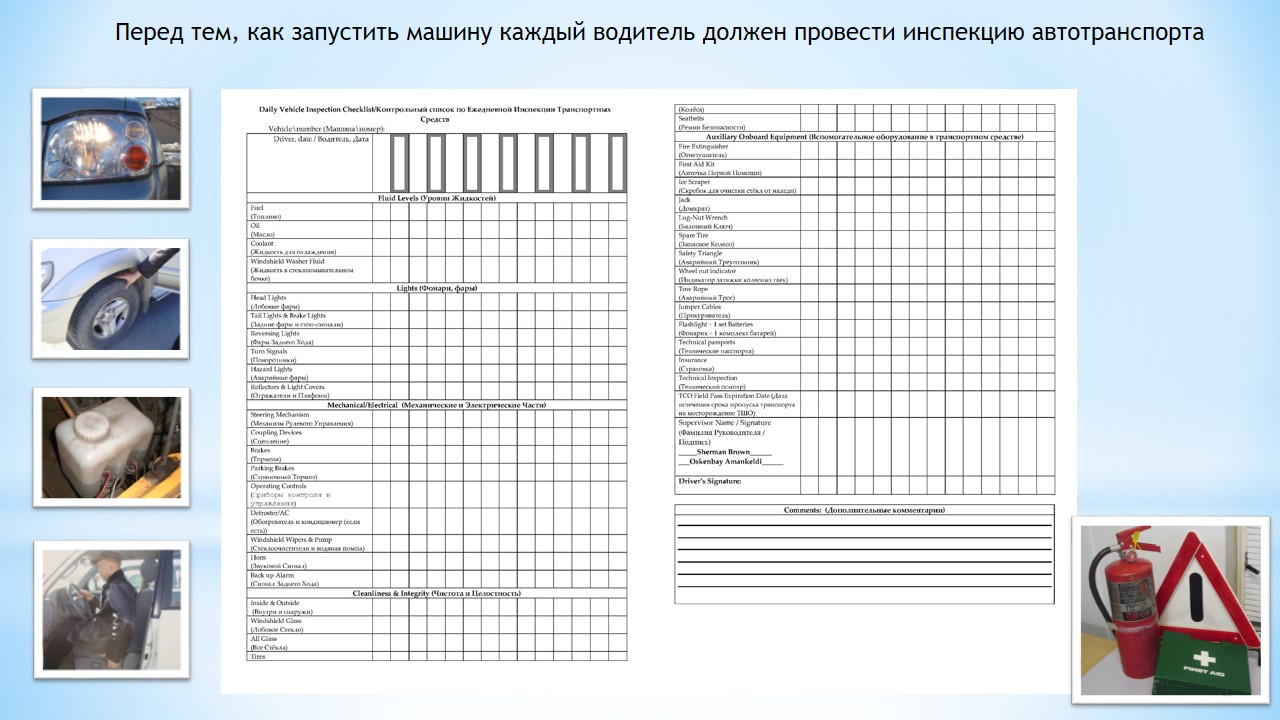 Перед тем, как запустить машину каждый водитель должен провести инспекцию автотранспорта
Daily Vehicle Inspection Checklist/Контрольный список по Ежедневной Инспекции Транспортных
Средств
Vehicle\number (Машина\номер):
Driver, date / Водитель, Дата
Fluid Levels (Уровни Жидкостей)
Fuel
(Топливо)
Oil
(Масло)
Coolant
(Жидкость для охлаждения)
Windshield Washer Fluid
(Жидкость в стеклоомывательном
бочке)
Lights (Фонари, фары)
Head Lights
(Лобовые фары)
Tail Lights & Brake Lights
(Задние фары и стоп-сигналы)
Reversing Lights
(Фары Заднего Хода)
Turn Signals
(Поворотники)
Hazard Lights
(Аварийные фары)
Reflectors & Light Covers
(Отражатели и Плафоны)
Mechanical/Electrical (Механические и Электрические Части)
Steering Mechanism
(Механизм Рулевого Управления)
Coupling Devices
(Сцепление)
Brakes
(Тормоза)
Parking Brakes
(Стояночный Тормоз)
Operating Controls
(Приборы контроля и
управления)
Defroster/AC
(Обогреватель и кондиционер (если
есть))
Windshield Wipers & Pump
(Стеклоочистители и водяная помпа)
Horn
(Звуковой Сигнал)
Back up Alarm
(Сигнал Заднего Хода)
Cleanliness & Integrity (Чистота и Целостность)
Inside & Outside
(Внутри и снаружи)
Windshield Glass
(Лобовое Стекло)
All Glass
(Все Стёкла)
Tires
(Колёса)
Seatbelts
(Ремни Безопасности)
Auxiliary Onboard Equipment (Вспомогательное оборудование в транспортном средстве)
Fire Extinguisher
(Огнетушитель)
First Aid Kit
(Аптечка Первой Помощи)
Ice Scraper
(Скребок для очистки стёкл от наледи)
Jack
(Домкрат)
Lug-Nut Wrench
(Балонный Ключ)
Spare Tire
(Запасное Колесо)
Safety Triangle
(Аварийный Треугольник)
Wheel nut indicator
(Индикатор затяжки колесных гаек)
Tow Rope
(Аварийный Трос)
Jumper Cables
(Прикуриватель)
Flashlight + 1 set Batteries
(Фонарик + 1 комплект батарей)
Technical passports
(Технические пасспорта)
Insurance
(Страховка)
Technical Inspection
(Технический осмотр)
TCO Field Pass Expiration Date (Дата
истечения срока пропуска транспорта
на месторождение ТШО)
Supervisor Name / Signature
(Фамилия Руководителя /
Подпись)
_____Sherman Brown______
___Oskenbay Amankeldi______
Driver's Signature:
Comments: (Дополнительные комментарии)
FIRST AID